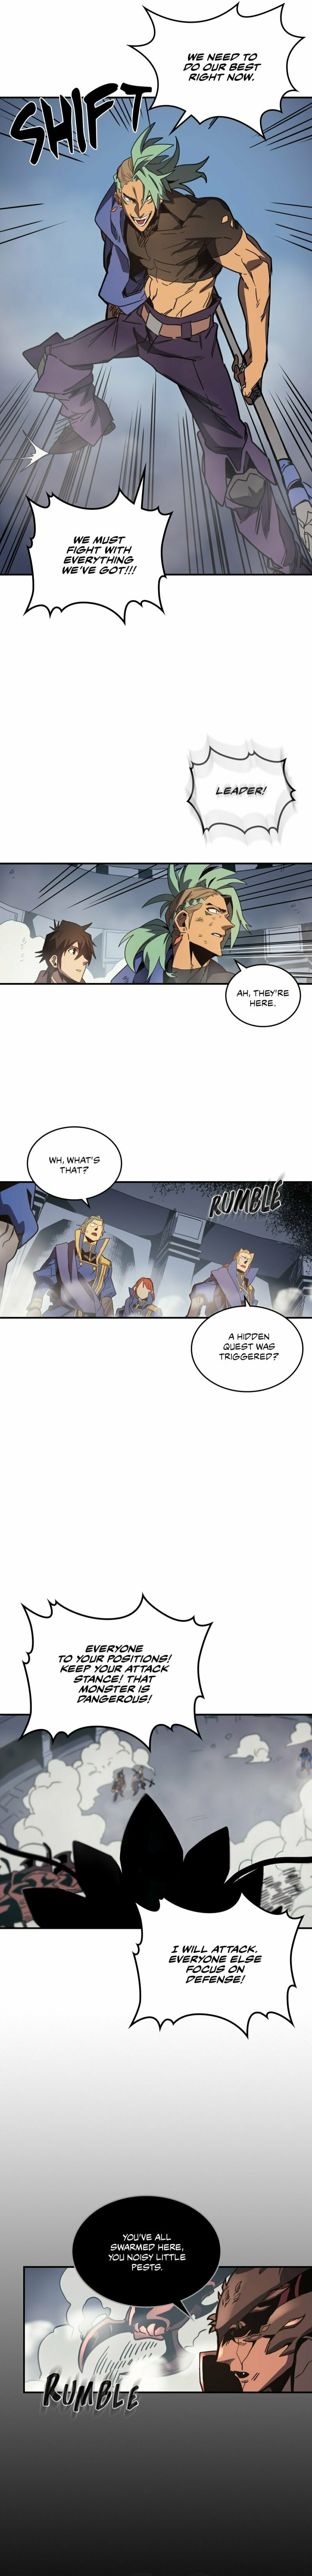 WE NEED TO
DO OUR BEST
RIGHT NOW.
SHIFT
WE MUST
FIGHT WITH
EVERYTHING
WE'VE GOT!!!
LEADER!
AH, THEY'RE
HERE.
WH, WHAT'S
THAT?
RUMBLE
A HIDDEN
QUEST WAS
TRIGGERED?
EVERYONE
TO YOUR POSITIONS!
KEEP YOUR ATTACK
STANCE! THAT
MONSTER IS
DANGEROUS!
I WILL ATTACK.
EVERYONE ELSE
FOCUS ON
DEFENSE!
YOU'VE ALL
SWARMED HERE,
YOU NOISY LITTLE
PESTS.
RUMBLE